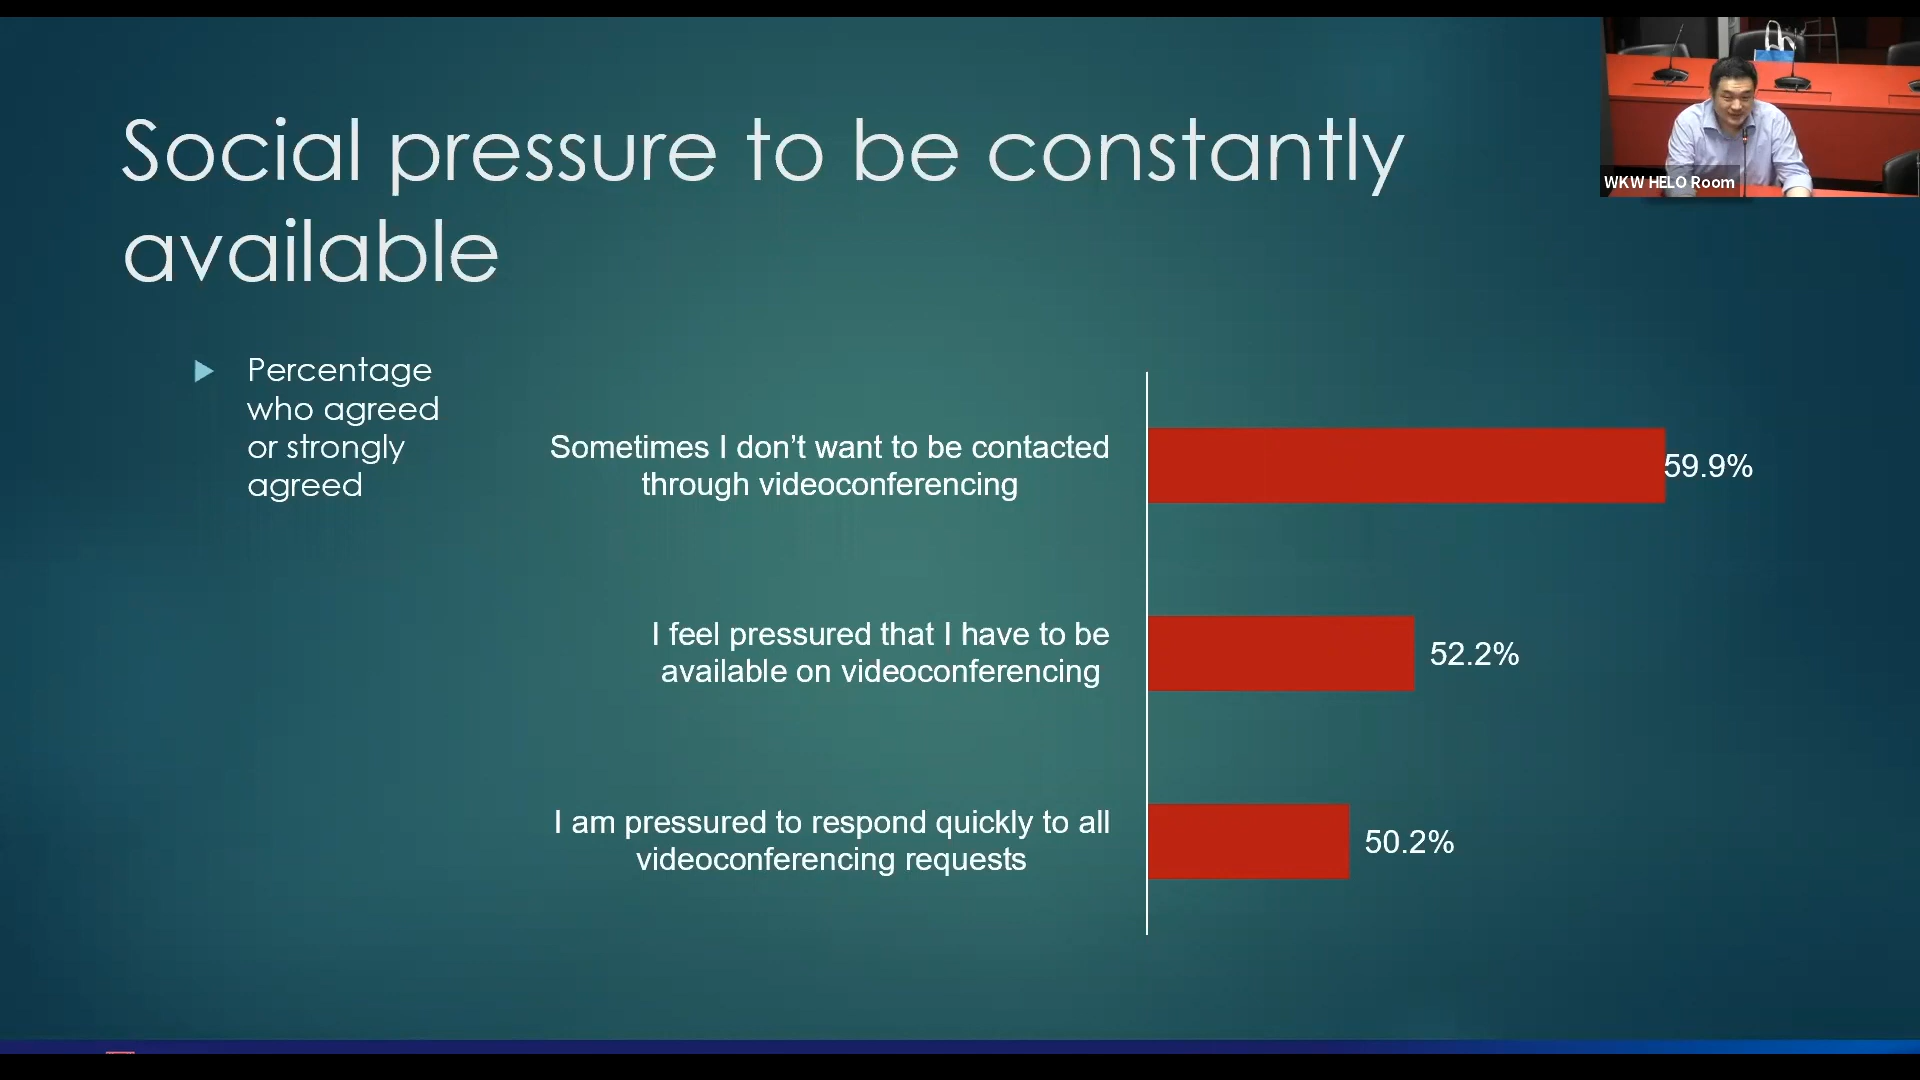 Social pressure to be constantly
available
WKW HELO Room
Percentage
who agreed
or strongly
agreed
Sometimes I don’t want to be contacted
through videoconferencing
59.9%
I feel pressured that I have to be
available on videoconferencing
52.2%
I am pressured to respond quickly to all
videoconferencing requests
50.2%